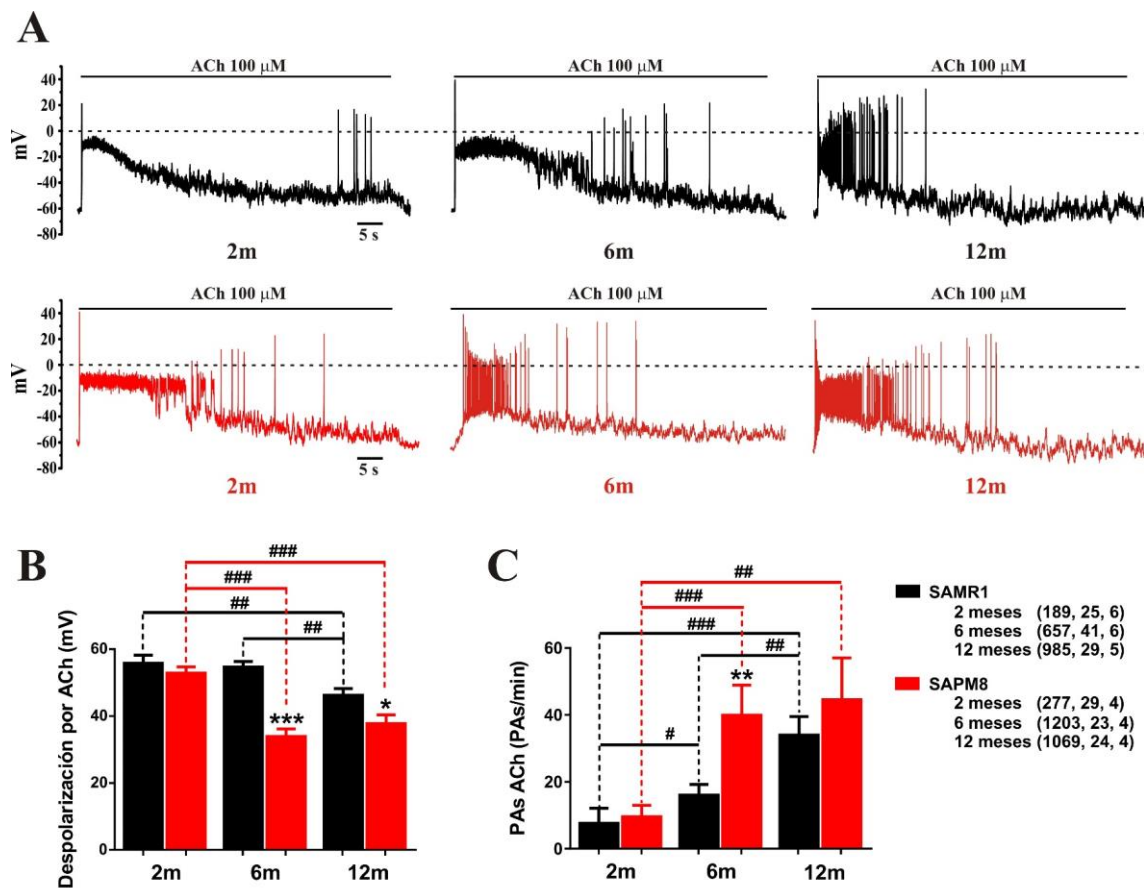 A
ACh 100 μM
ACh 100 μM
ACh 100 μM
40
20
0
-20
-40
-60
-80
mV
5 s
2m
6m
12m
ACh 100 μM
ACh 100 μM
ACh 100 μM
40
20
0
-20
-40
-60
-80
mV
5 s
2m
6m
12m
B
###
###
##
##
60
40
20
0
***
*
Despolarización por ACh (mV)
2m
6m
12m
C
##
###
###
##
#
**
60
40
20
0
PAs ACh (PAs/min)
2m
6m
12m
SAMR1
2 meses (189, 25, 6)
6 meses (657, 41, 6)
12 meses (985, 29, 5)
SAPM8
2 meses (277, 29, 4)
6 meses (1203, 23, 4)
12 meses (1069, 24, 4)